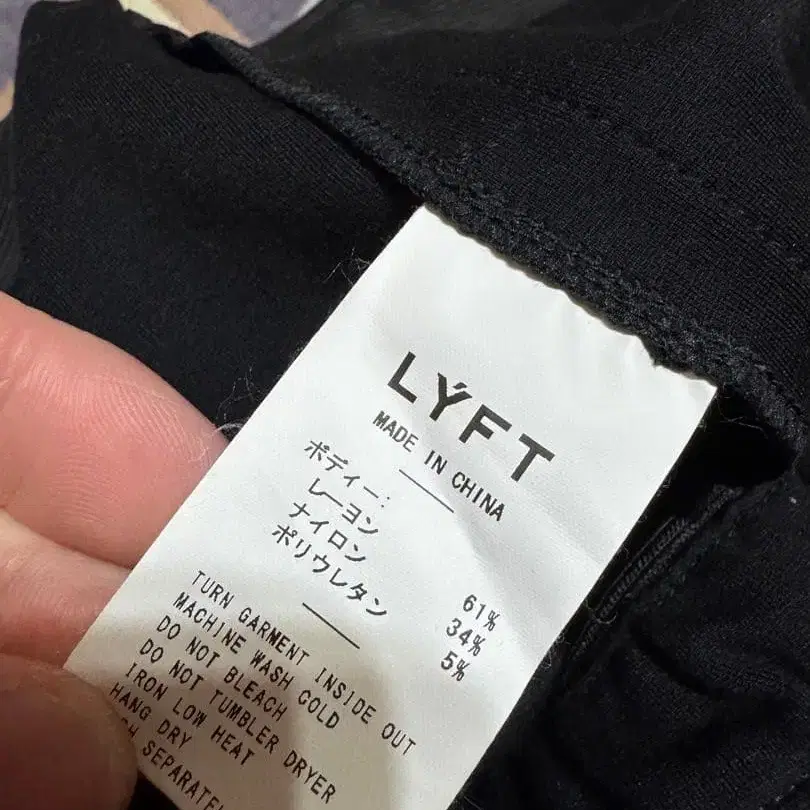 LÝFT
MADE IN CHINA
ボディー:
レーヨン 61%
ナイロン 34%
ポリウレタン 5%
TURN GARMENT INSIDE OUT
MACHINE WASH COLD
DO NOT BLEACH
DO NOT TUMBLER DRYER
IRON LOW HEAT
HANG DRY